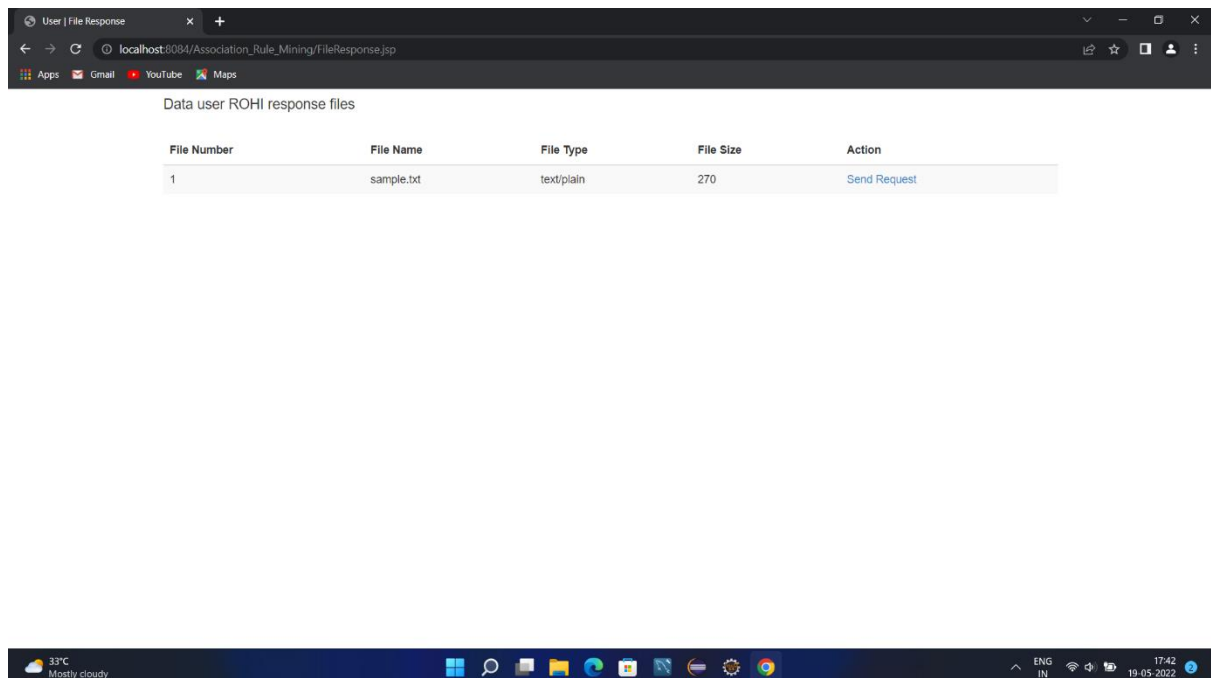 User | File Response
localhost:8084/Association_Rule_Mining/FileResponse.jsp
Apps Gmail YouTube Maps
Data user ROHI response files
File Number File Name File Type File Size Action
1 sample.txt text/plain 270 Send Request
33°C
Mostly cloudy
ENG
IN
17:42
19-05-2022
2